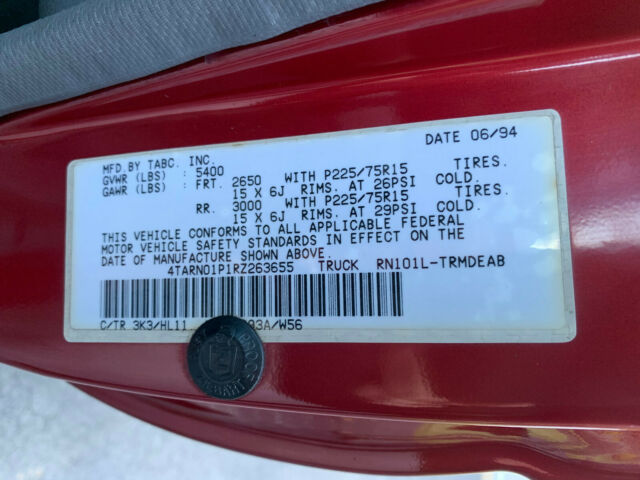 DATE 06/94
MFD.BY TABC. INC.
GVWR (LBS) : 5400
GAWR (LBS) : FRT. 2650 WITH P225/75R15 TIRES.
15 X 6J RIMS. AT 26PSI COLD.
RR. 3000 WITH P225/75R15 TIRES.
15 X 6J RIMS. AT 29PSI COLD.
THIS VEHICLE CONFORMS TO ALL APPLICABLE FEDERAL
MOTOR VEHICLE SAFETY STANDARDS IN EFFECT ON THE
DATE OF MANUFACTURE SHOWN ABOVE.
4TARN01P1RZ263655 TRUCK RN101L-TRMDEAB
C/TR 3K3/HL11 03A/W56